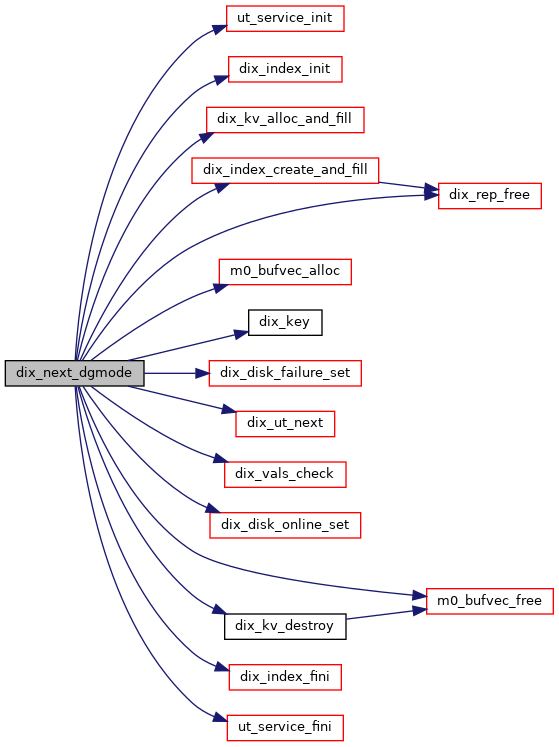 ut_service_init
dix_index_init
dix_kv_alloc_and_fill
dix_index_create_and_fill
dix_rep_free
m0_bufvec_alloc
dix_key
dix_next_dgmode
dix_disk_failure_set
dix_ut_next
dix_vals_check
dix_disk_online_set
m0_bufvec_free
dix_kv_destroy
dix_index_fini
ut_service_fini